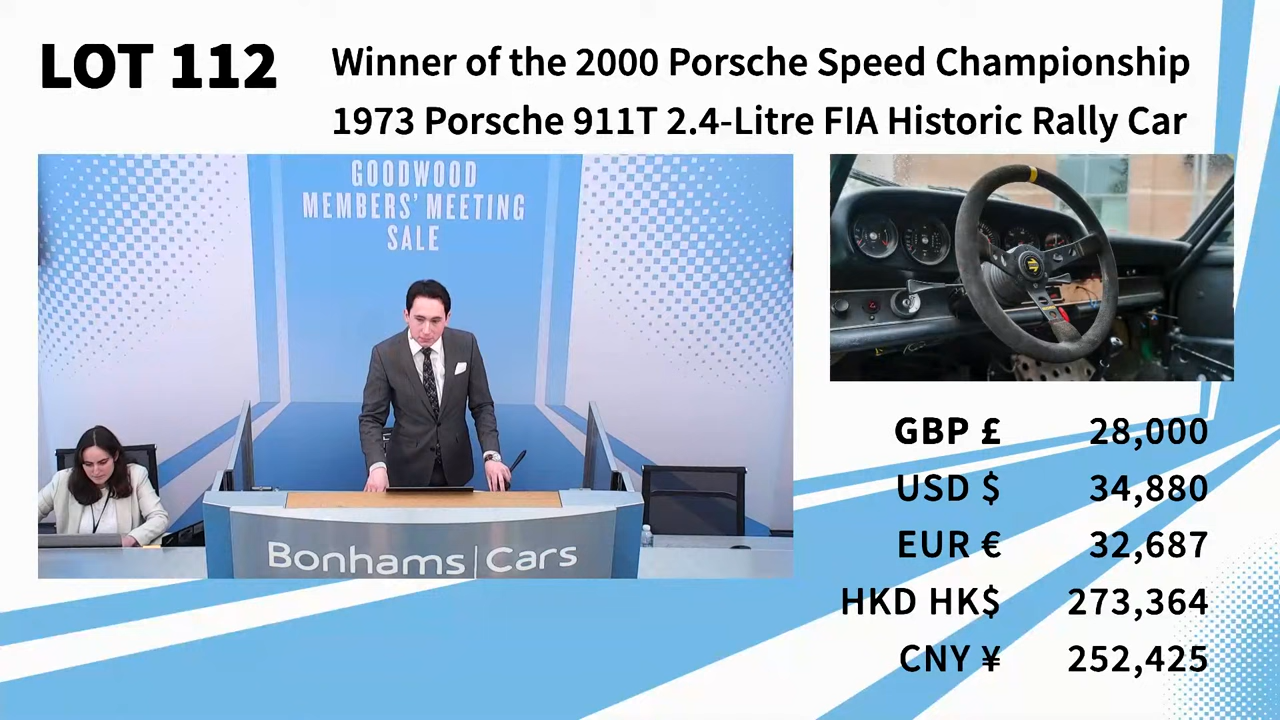 LOT 112
Winner of the 2000 Porsche Speed Championship
1973 Porsche 911T 2.4-Litre FIA Historic Rally Car
GOODWOOD
MEMBERS' MEETING
SALE
Bonhams|Cars
GBP £ 28,000
USD $ 34,880
EUR € 32,687
HKD HK$ 273,364
CNY ¥ 252,425